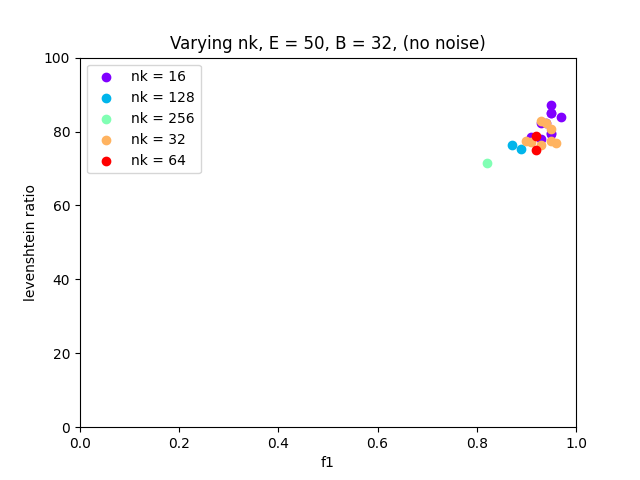 Varying nk, E = 50, B = 32, (no noise)
100
80
60
40
20
0
levenshtein ratio
nk = 16
nk = 128
nk = 256
nk = 32
nk = 64
0.0 0.2 0.4 0.6 0.8 1.0
f1